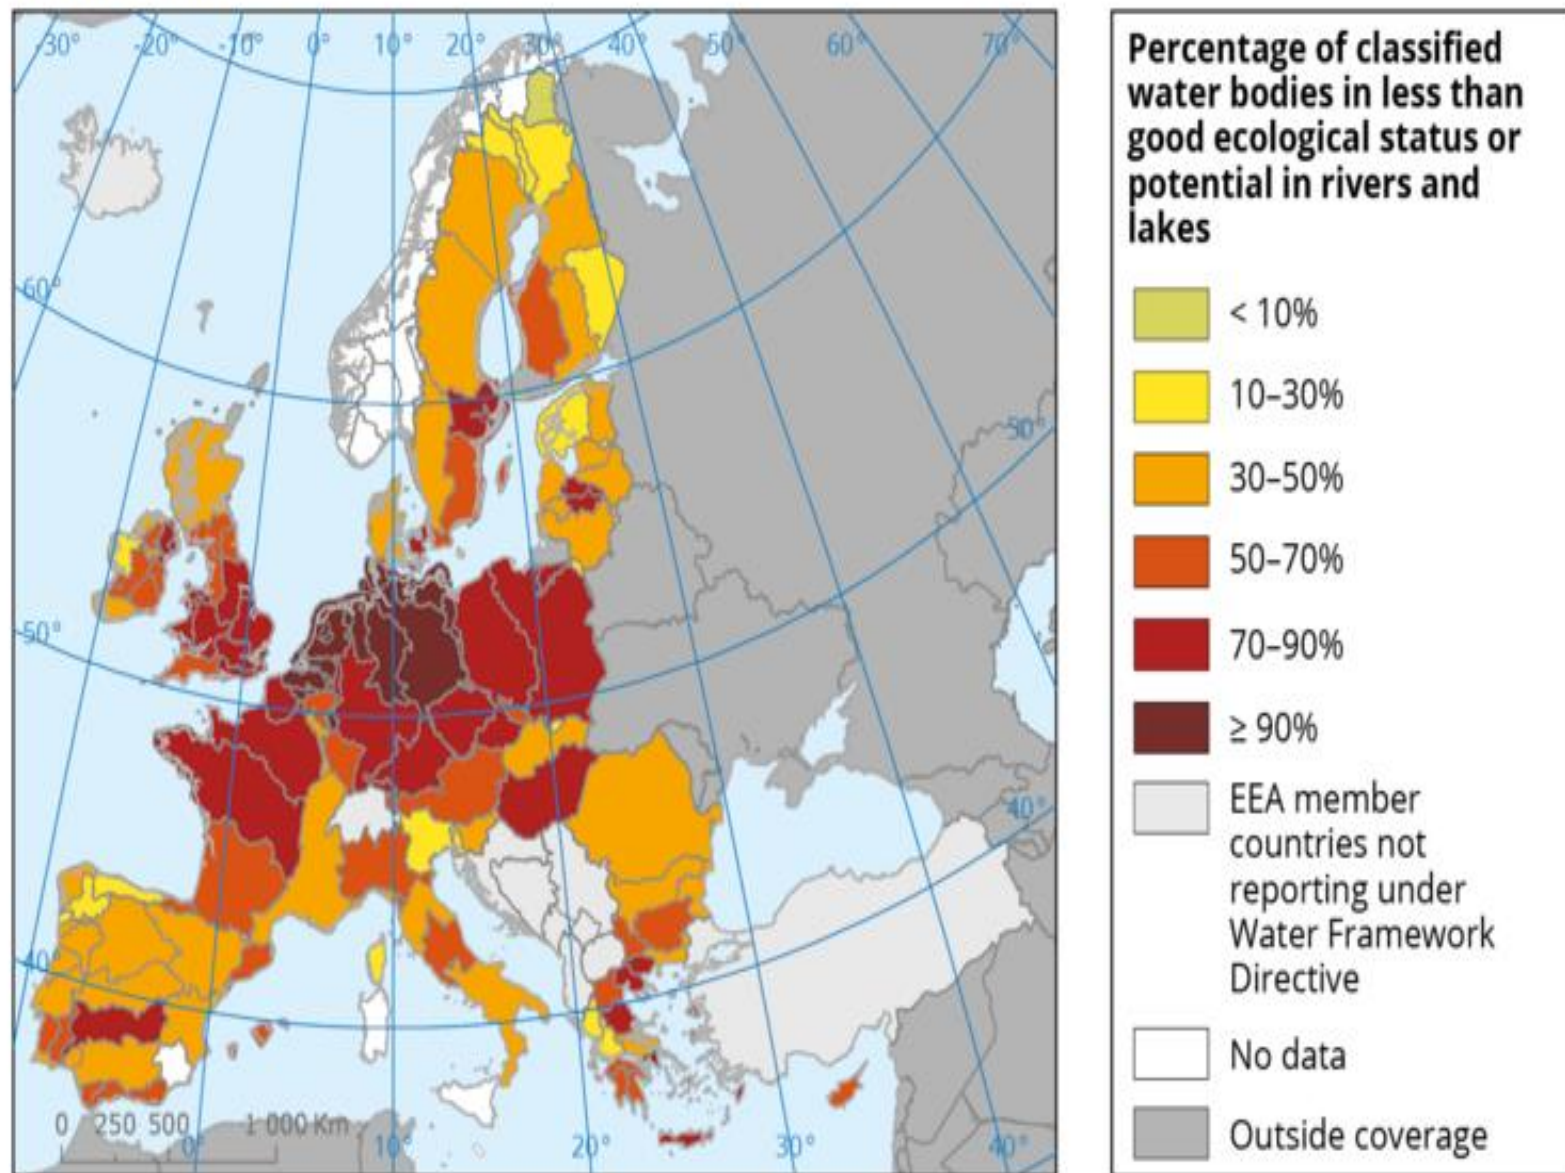 -30° -20° -10° 0° 10° 20° 30° 40° 50° 60° 70°
60°
50°
50°
40°
40°
0 250 500 1 000 Km
0° 10° 20° 30° 40°
Percentage of classified
water bodies in less than
good ecological status or
potential in rivers and
lakes
< 10%
10–30%
30–50%
50–70%
70–90%
≥ 90%
EEA member
countries not
reporting under
Water Framework
Directive
No data
Outside coverage